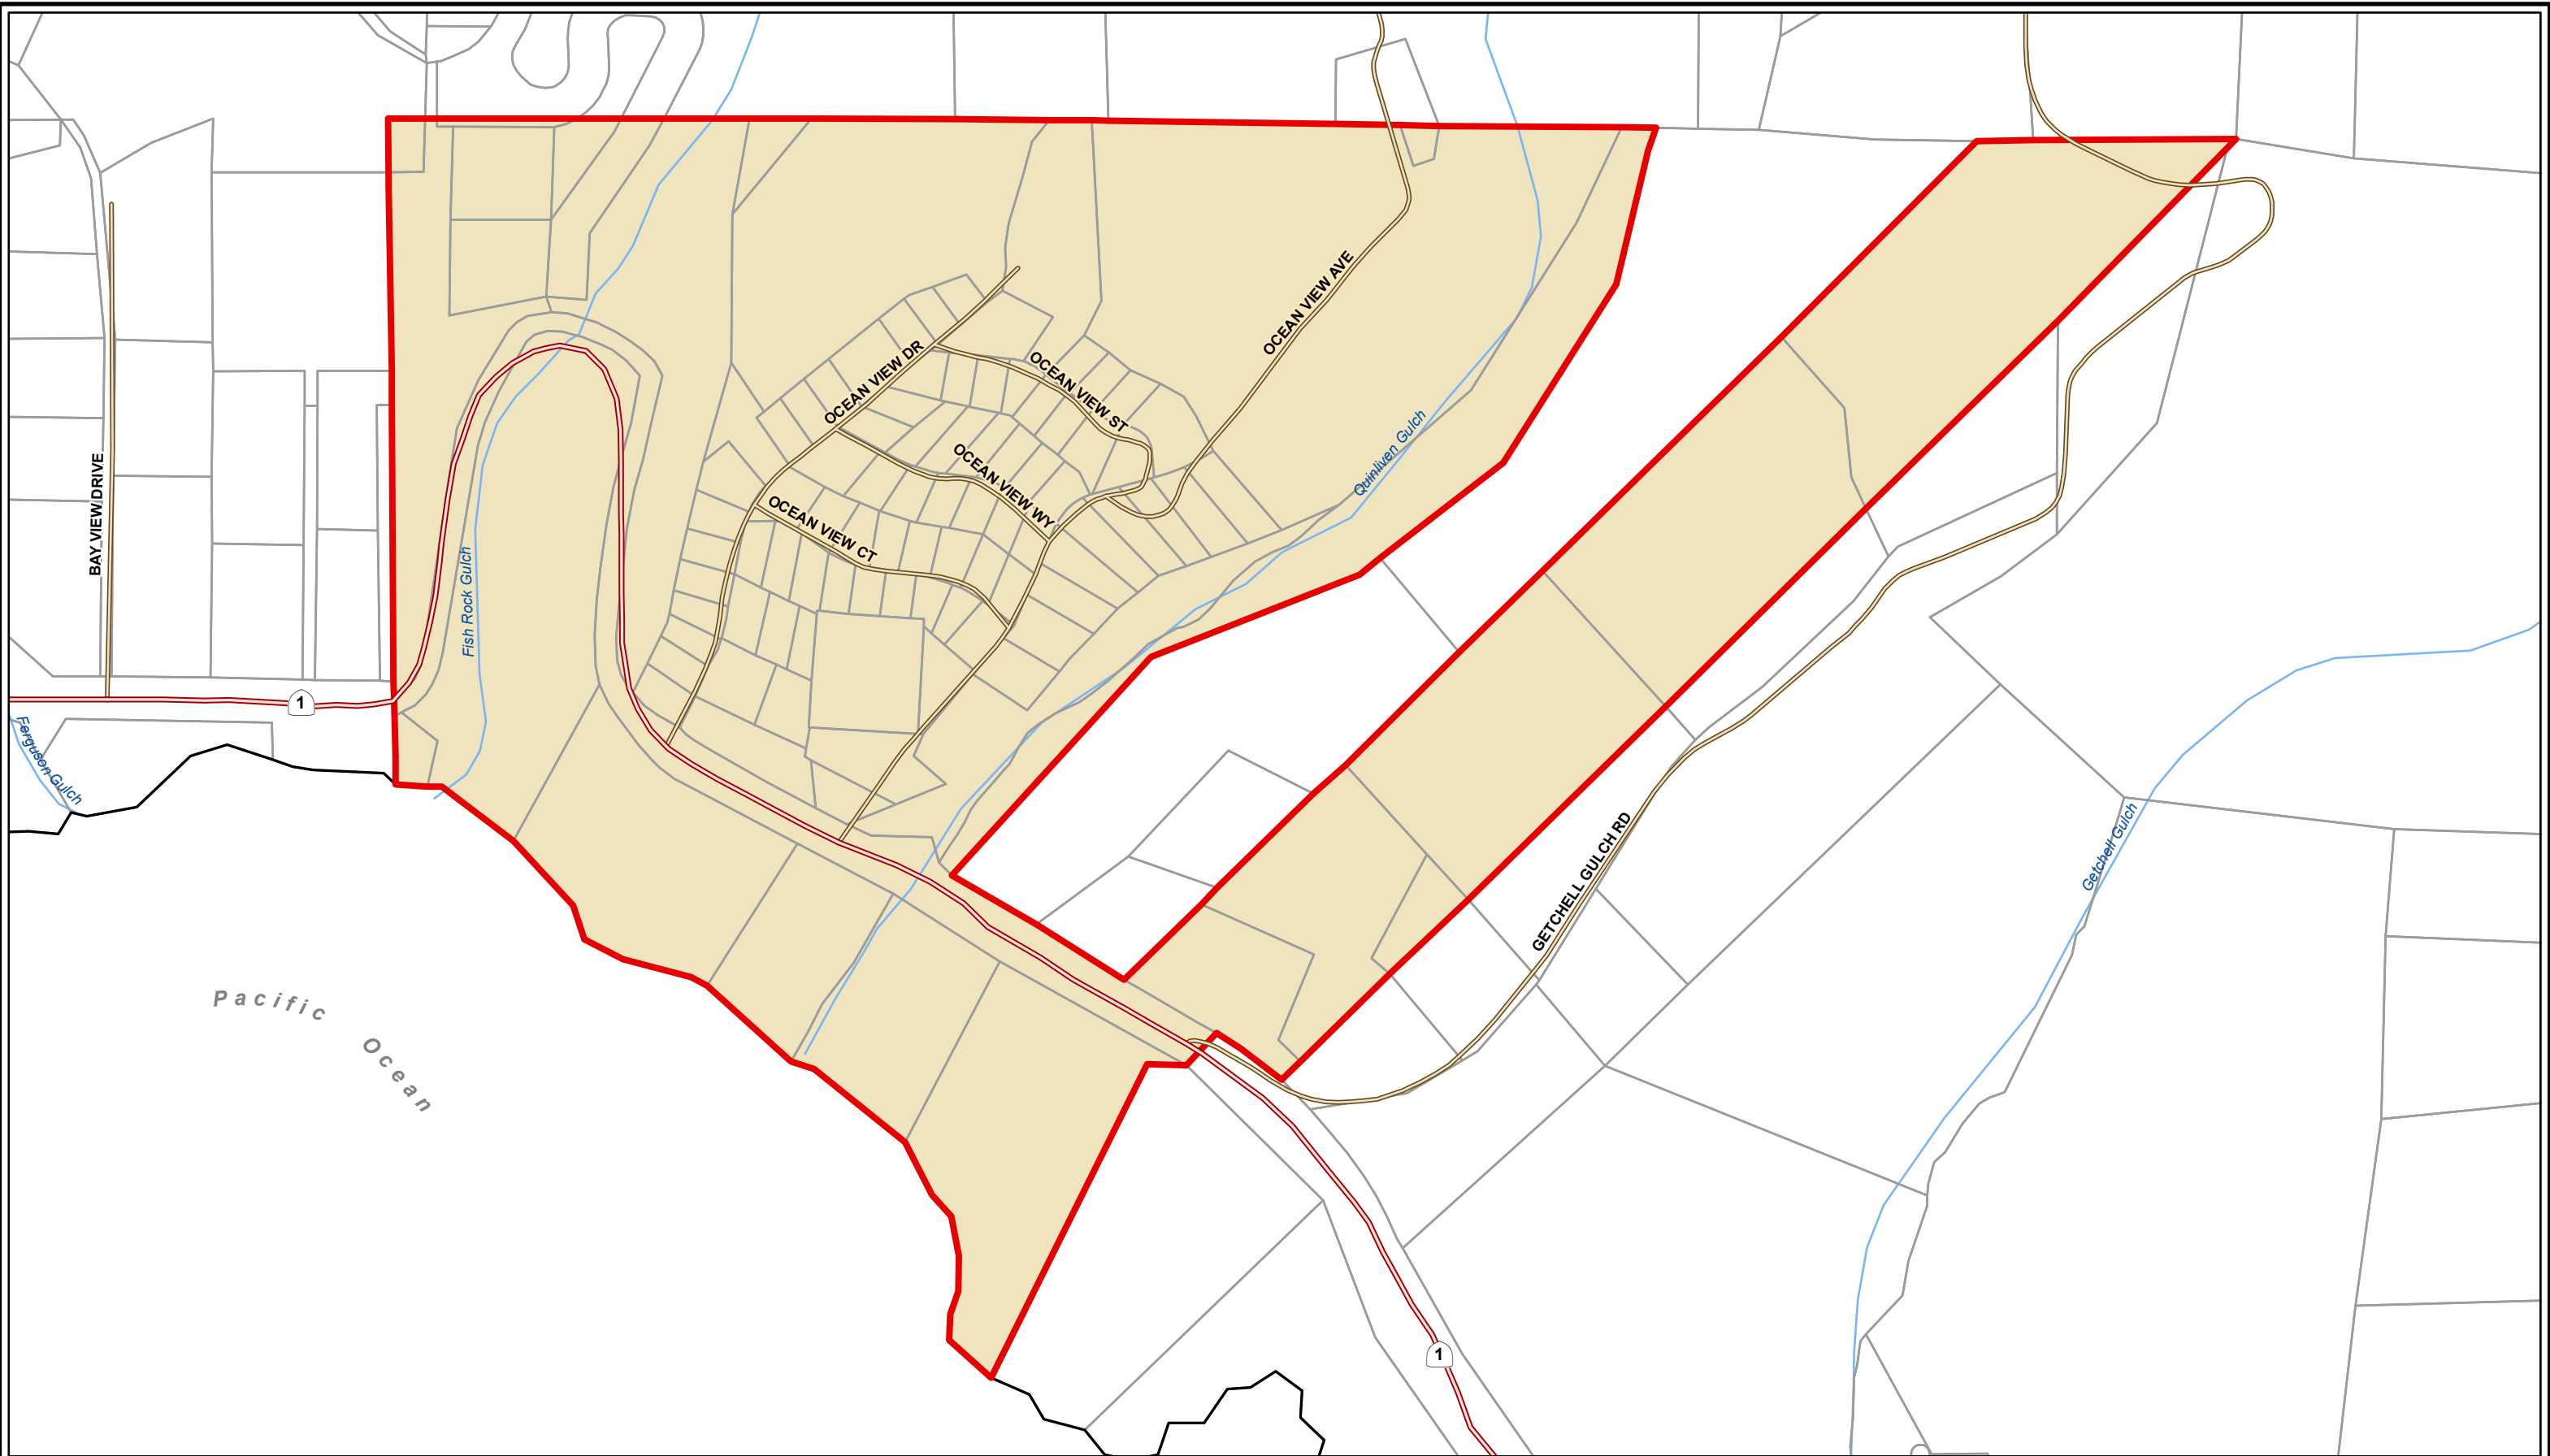 OCEAN VIEW AVE
OCEAN VIEW DR
OCEAN VIEW ST
Quinliven Gulch
OCEAN VIEW WY
BAY VIEW DRIVE
OCEAN VIEW CT
Fish Rock Gulch
1
Ferguson Gulch
GETCHELL GULCH RD
Getchell Gulch
Pacific
Ocean
1